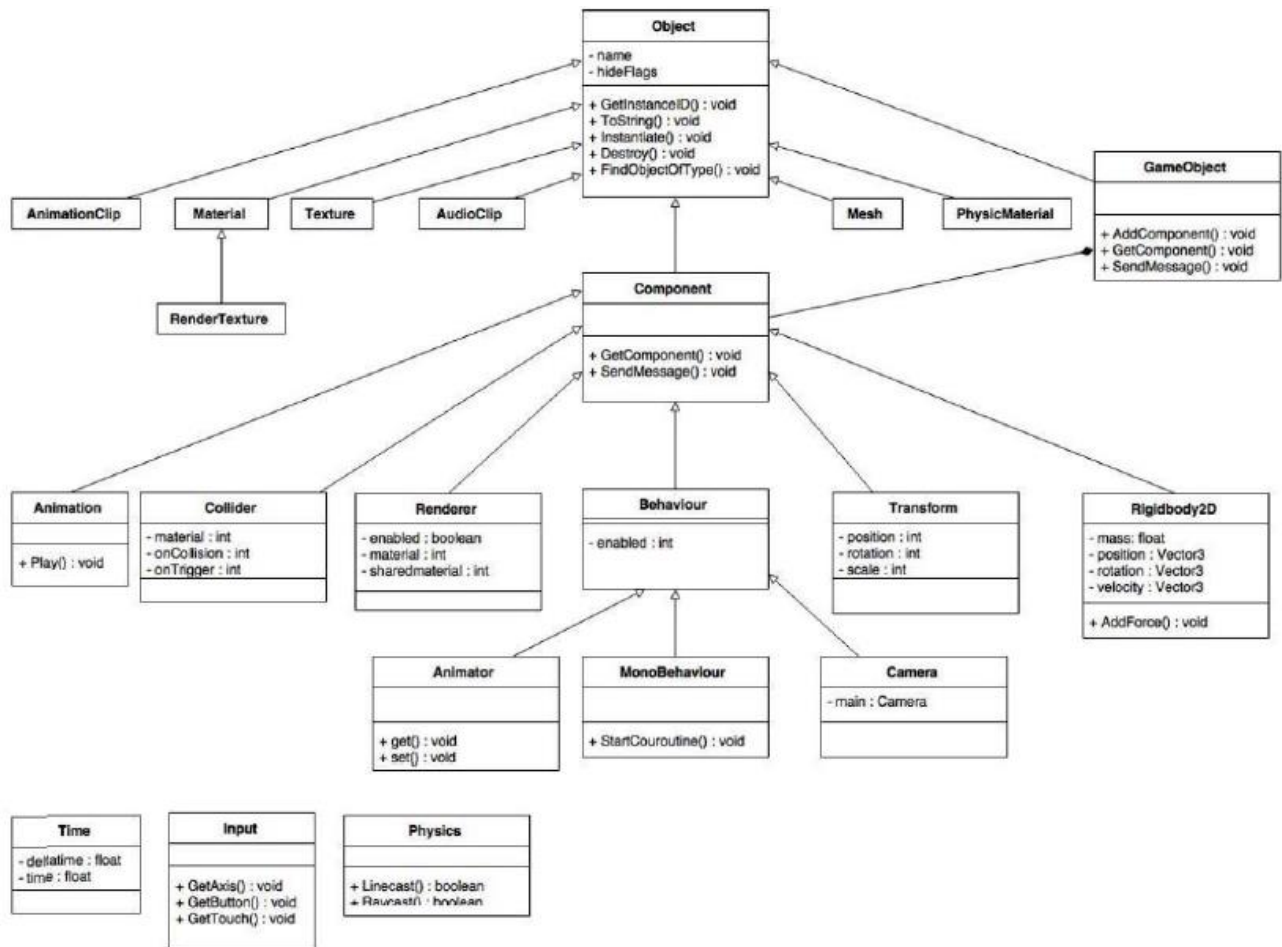 Object
- name
- hideFlags
+ GetInstanceID() : void
+ ToString() : void
+ Instantiate() : void
+ Destroy() : void
+ FindObjectOfType() : void
GameObject
+ AddComponent() : void
+ GetComponent() : void
+ SendMessage() : void
AnimationClip
Material
Texture
AudioClip
Mesh
PhysicMaterial
RenderTexture
Component
+ GetComponent() : void
+ SendMessage() : void
Animation
+ Play() : void
Collider
- material : int
- onCollision : int
- onTrigger : int
Renderer
- enabled : boolean
- material : int
- sharedmaterial : int
Behaviour
- enabled : int
Transform
- position : int
- rotation : int
- scale : int
Rigidbody2D
- mass: float
- position : Vector3
- rotation : Vector3
- velocity : Vector3
+ AddForce() : void
Animator
+ get() : void
+ set() : void
MonoBehaviour
+ StartCouroutine() : void
Camera
- main : Camera
Time
- deltatime : float
- time : float
Input
+ GetAxis() : void
+ GetButton() : void
+ GetTouch() : void
Physics
+ Linecast() : boolean
+ Raycast() : boolean